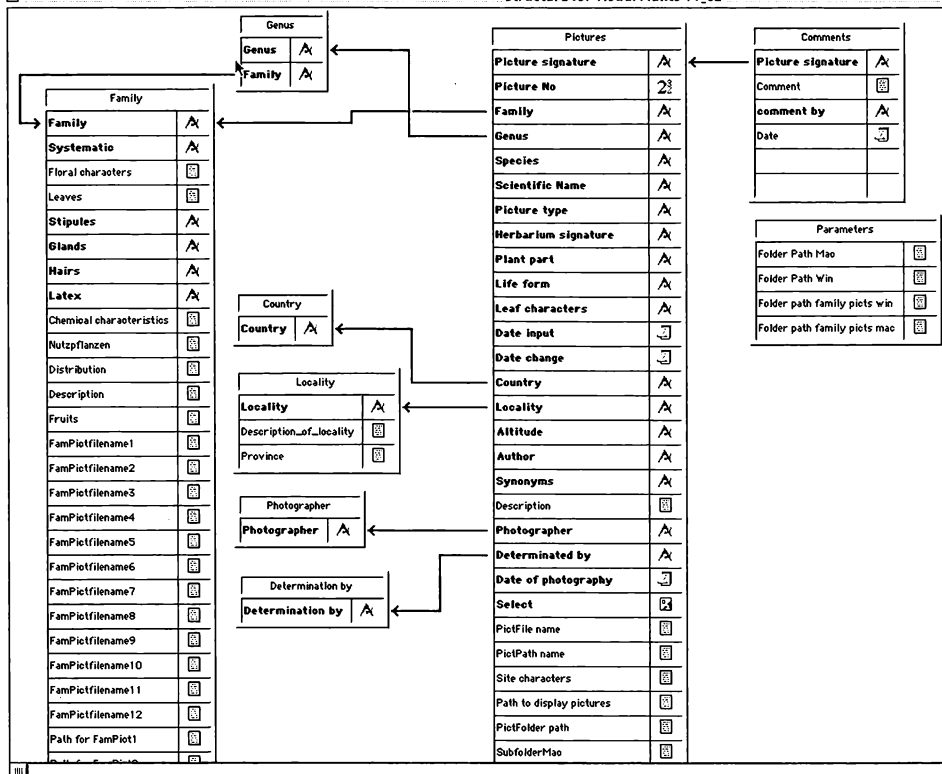 Genus
Genus
Family
Family
Family
Systematic
Floral characters
Leaves
Stipules
Glands
Hairs
Latex
Chemical characteristics
Nutzpflanzen
Distribution
Description
Fruits
FamPictfilename1
FamPictfilename2
FamPictfilename3
FamPictfilename4
FamPictfilename5
FamPictfilename6
FamPictfilename7
FamPictfilename8
FamPictfilename9
FamPictfilename10
FamPictfilename11
FamPictfilename12
Path for FamPict1
Country
Country
Locality
Locality
Description_of_locality
Province
Photographer
Photographer
Determination by
Determination by
Pictures
Picture signature
Picture No
Family
Genus
Species
Scientific Name
Picture type
Herbarium signature
Plant part
Life form
Leaf characters
Date input
Date change
Country
Locality
Altitude
Author
Synonyms
Description
Photographer
Determinated by
Date of photography
Select
PictFile name
PictPath name
Site characters
Path to display pictures
PictFolder path
SubfolderMac
Comments
Picture signature
Comment
comment by
Date
Parameters
Folder Path Mac
Folder Path Win
Folder path family picts win
Folder path family picts mac